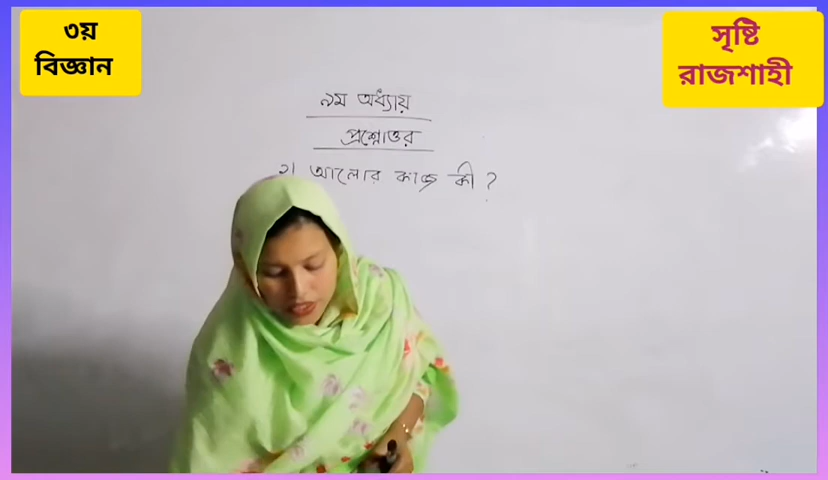 ৩য়
বিজ্ঞান
সৃষ্টি
রাজশাহী
৯ম অধ্যায়
প্রশ্নোত্তর
১। আলোর কাজ কী?